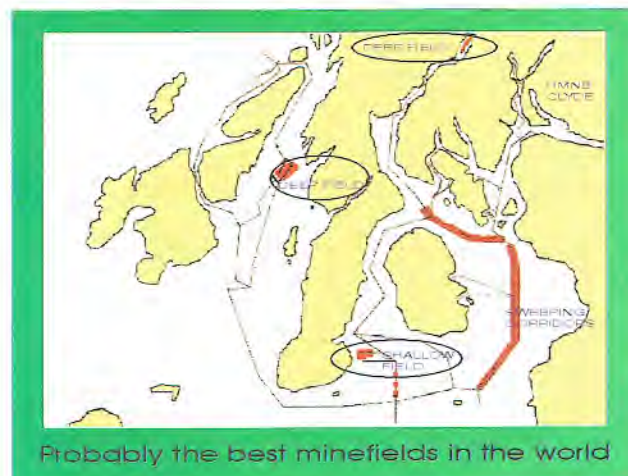 DEEP FIELD
HMNB
CLYDE
DEEP FIELD
SWEEPING
CORRIDORS
SHALLOW
FIELD
Probably the best minefields in the world